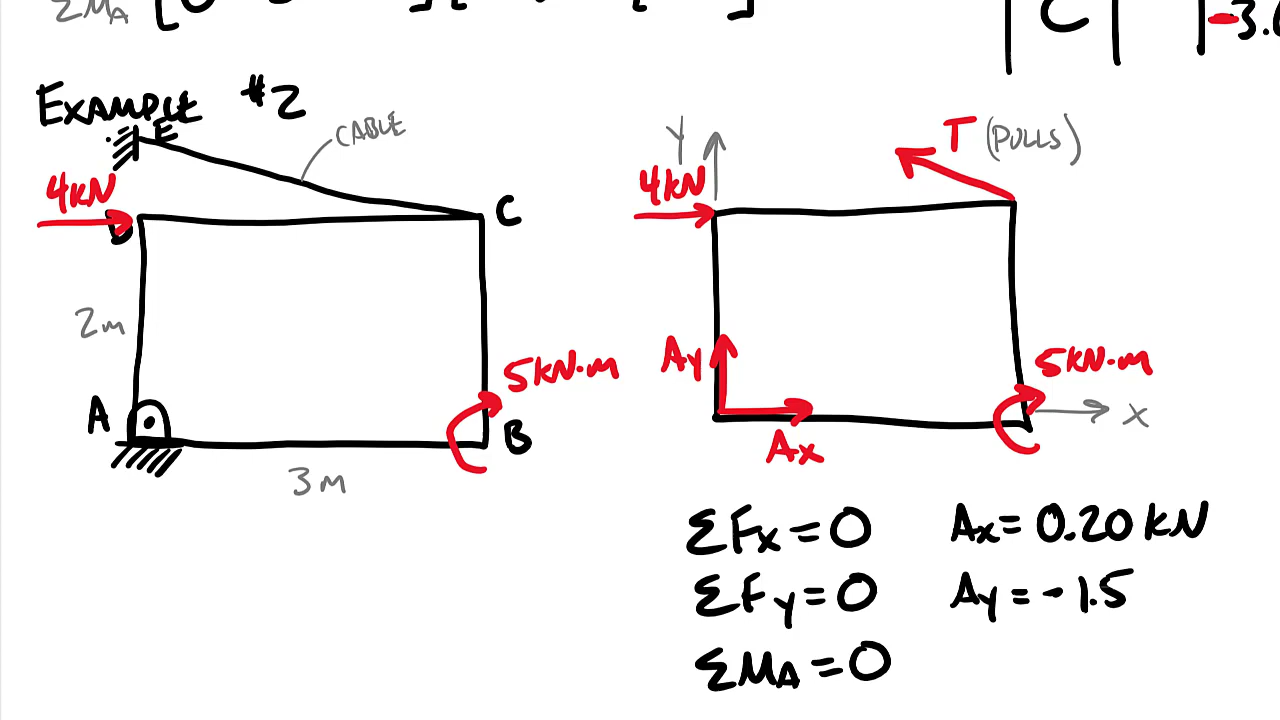 ΣMA [
C -3.
EXAMPLE #2
E
CABLE
4kN
D
C
2m
A
5kN·m
B
3m
Y
T (PULLS)
4kN
Ay
5kN·m
X
Ax
ΣFx=0 Ax=0.20kN
ΣFy=0 Ay=-1.5
ΣMA=0